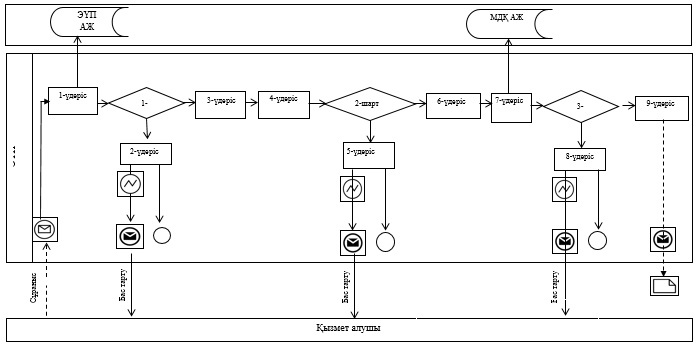 ЭҮП
АЖ
МДҚ АЖ
1-үдеріс
1-
3-үдеріс
4-үдеріс
2-шарт
6-үдеріс
7-үдеріс
3-
9-үдеріс
2-үдеріс
5-үдеріс
8-үдеріс
Сұраныс
Бас тарту
Бас тарту
Бас тарту
Қызмет алушы